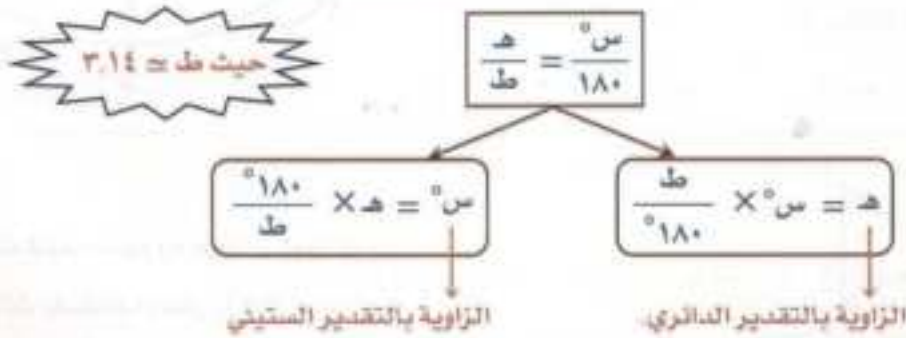 س° / ١٨٠ = هـ / ط
حيث ط ≃ ٣.١٤
هـ = س° × ط / ١٨٠°
س° = هـ × ١٨٠° / ط
الزاوية بالتقدير الدائري.
الزاوية بالتقدير الستيني